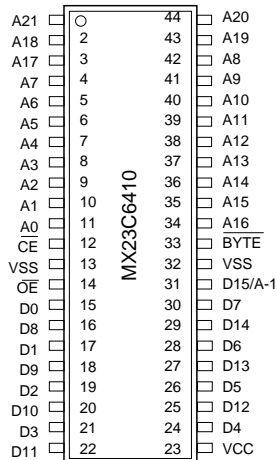 A21 44 A20
A18 2 43 A19
A17 3 42 A8
A7 4 41 A9
A6 5 40 A10
A5 6 39 A11
A4 7 38 A12
A3 8 37 A13
A2 9 36 A14
A1 10 35 A15
A0 11 34 A16
CE 12 33 BYTE
VSS 13 32 VSS
OE 14 31 D15/A-1
D0 15 30 D7
D8 16 29 D14
D1 17 28 D6
D9 18 27 D13
D2 19 26 D5
D10 20 25 D12
D3 21 24 D4
D11 22 23 VCC
MX23C6410